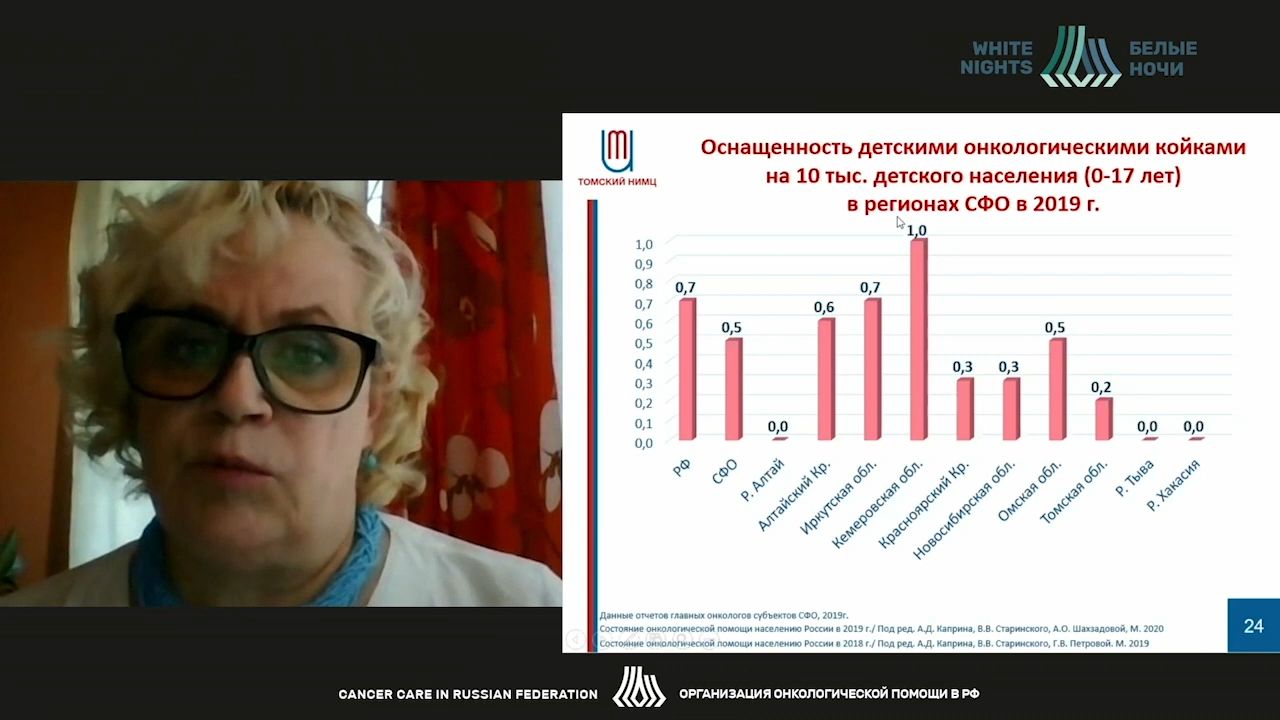 WHITE
NIGHTS
БЕЛЫЕ
НОЧИ
ТОМСКИЙ НИМЦ
Оснащенность детскими онкологическими койками
на 10 тыс. детского населения (0-17 лет)
в регионах СФО в 2019 г.
1,0
0,9
0,8
0,7
0,6
0,5
0,4
0,3
0,2
0,1
0,0
0,7
0,5
0,0
0,6
0,7
1,0
0,3
0,3
0,5
0,2
0,0
0,0
РФ
СФО
Р. Алтай
Алтайский Кр.
Иркутская обл.
Кемеровская обл.
Красноярский Кр.
Новосибирская обл.
Омская обл.
Томская обл.
Р. Тыва
Р. Хакасия
Данные отчетов главных онкологов субъектов СФО, 2019г.
Состояние онкологической помощи населению России в 2019 г./ Под ред. А.Д. Каприна, В.В. Старинского, А.О. Шахзадовой, М. 2020
Состояние онкологической помощи населению России в 2018 г./ Под ред. А.Д. Каприна, В.В. Старинского, Г.В. Петровой. М. 2019
24
CANCER CARE IN RUSSIAN FEDERATION
ОРГАНИЗАЦИЯ ОНКОЛОГИЧЕСКОЙ ПОМОЩИ В РФ